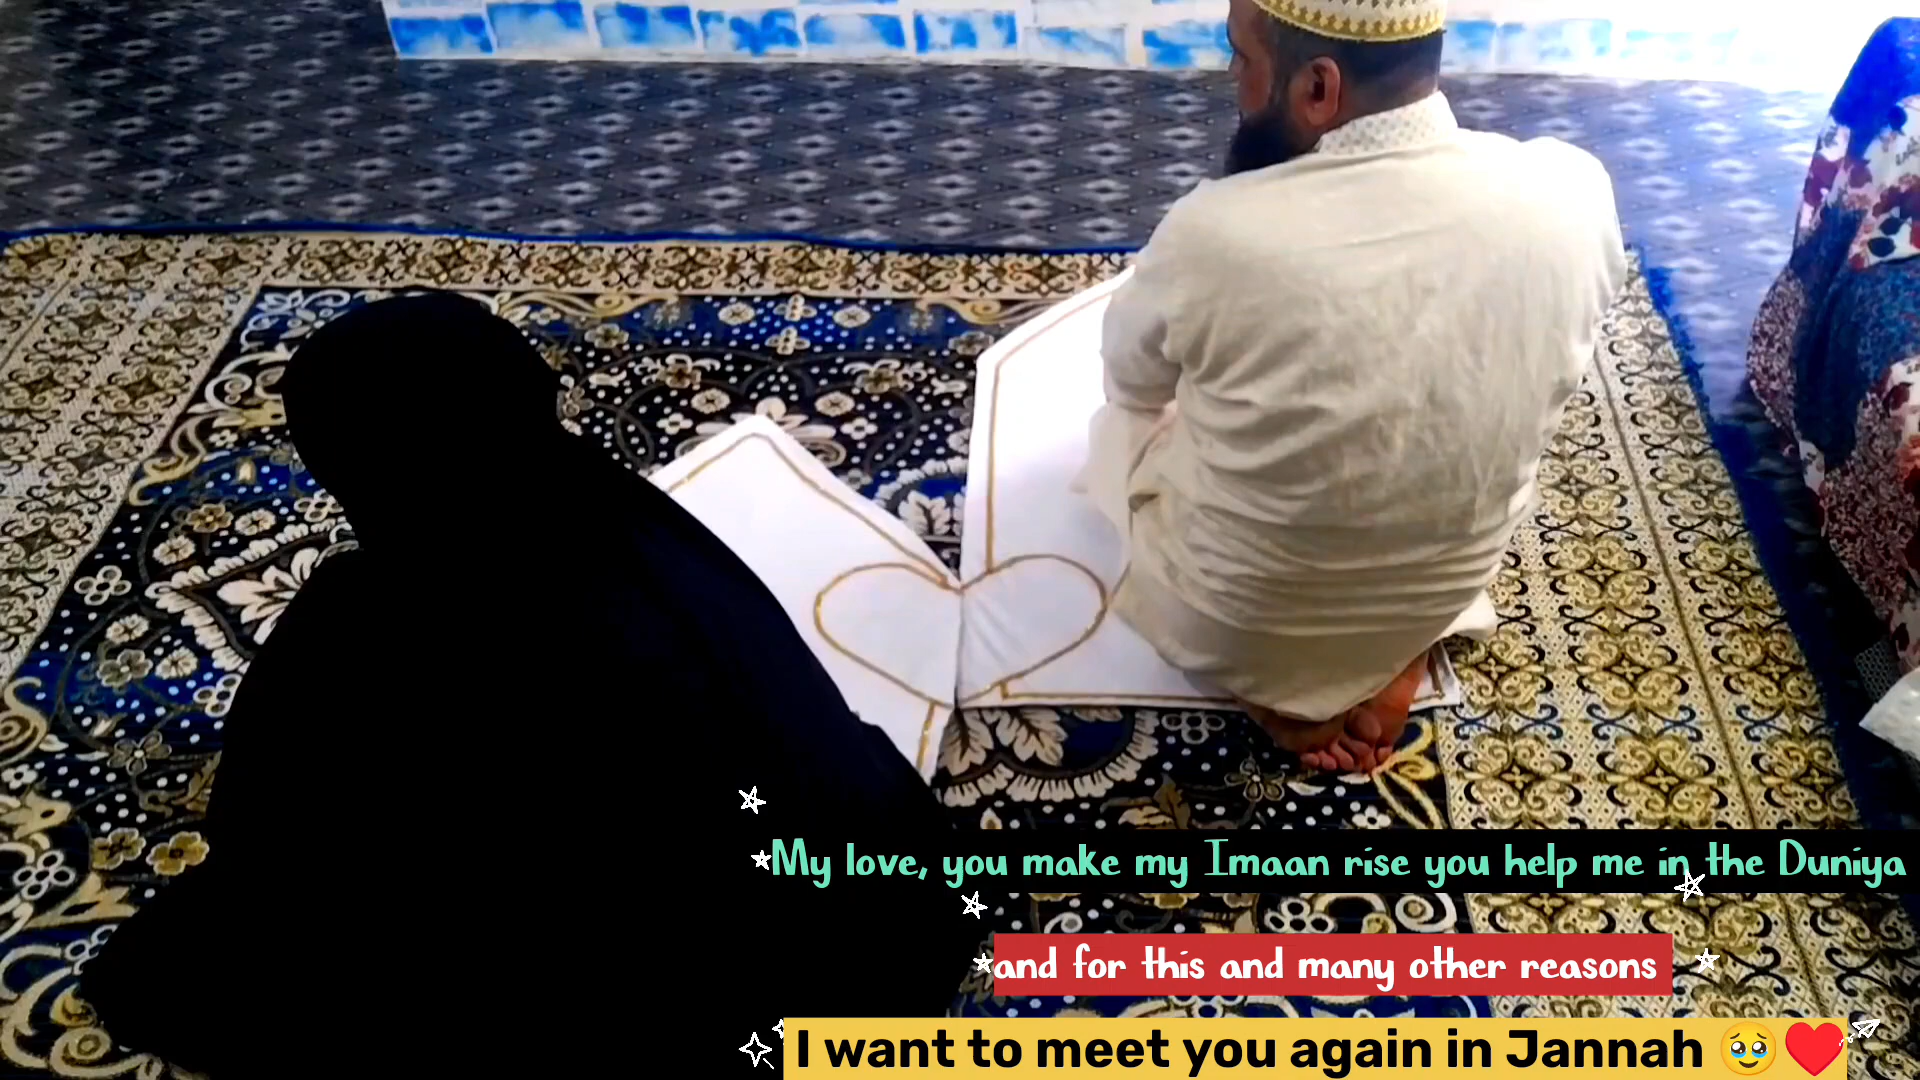 My love, you make my Imaan rise you help me in the Duniya
and for this and many other reasons
I want to meet you again in Jannah 🥹♥️